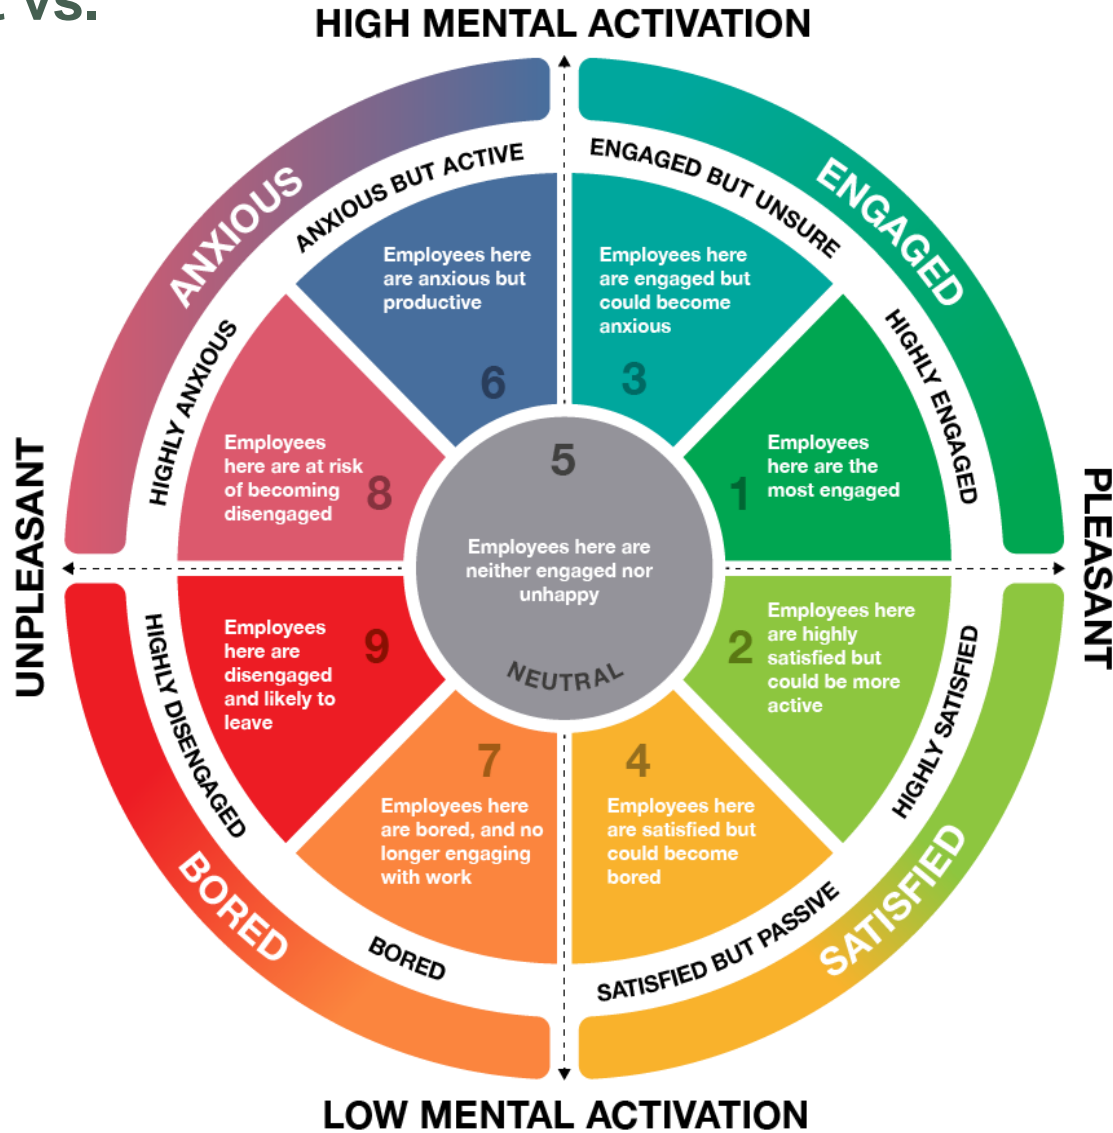 vs.
HIGH MENTAL ACTIVATION
ANXIOUS
ANXIOUS BUT ACTIVE
ENGAGED BUT UNSURE
ENGAGED
Employees here
are anxious but
productive
6
Employees here
are engaged but
could become
anxious
3
HIGHLY ANXIOUS
Employees
here are at risk
of becoming
disengaged
8
5
Employees here are
neither engaged nor
unhappy
NEUTRAL
1
Employees
here are the
most engaged
HIGHLY ENGAGED
UNPLEASANT
PLEASANT
HIGHLY DISENGAGED
Employees
here are
disengaged
and likely to
leave
9
2
Employees here
are highly
satisfied but
could be more
active
HIGHLY SATISFIED
7
Employees here
are bored, and no
longer engaging
with work
4
Employees here
are satisfied but
could become
bored
BORED
BORED
SATISFIED BUT PASSIVE
SATISFIED
LOW MENTAL ACTIVATION